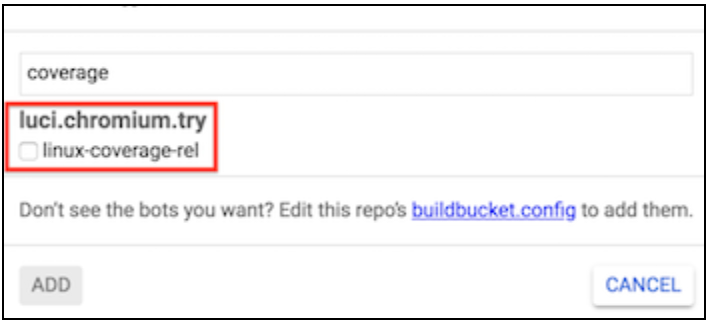 coverage
luci.chromium.try
linux-coverage-rel
Don't see the bots you want? Edit this repo's buildbucket.config to add them.
ADD
CANCEL